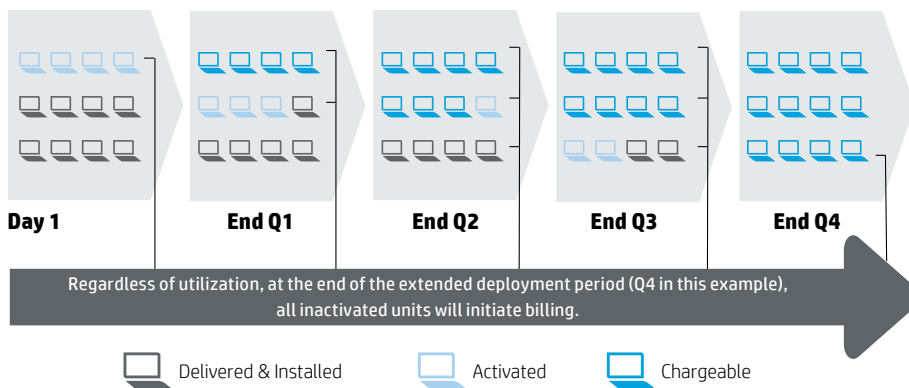 Day 1
End Q1
End Q2
End Q3
End Q4
Regardless of utilization, at the end of the extended deployment period (Q4 in this example),
all inactivated units will initiate billing.
Delivered & Installed
Activated
Chargeable